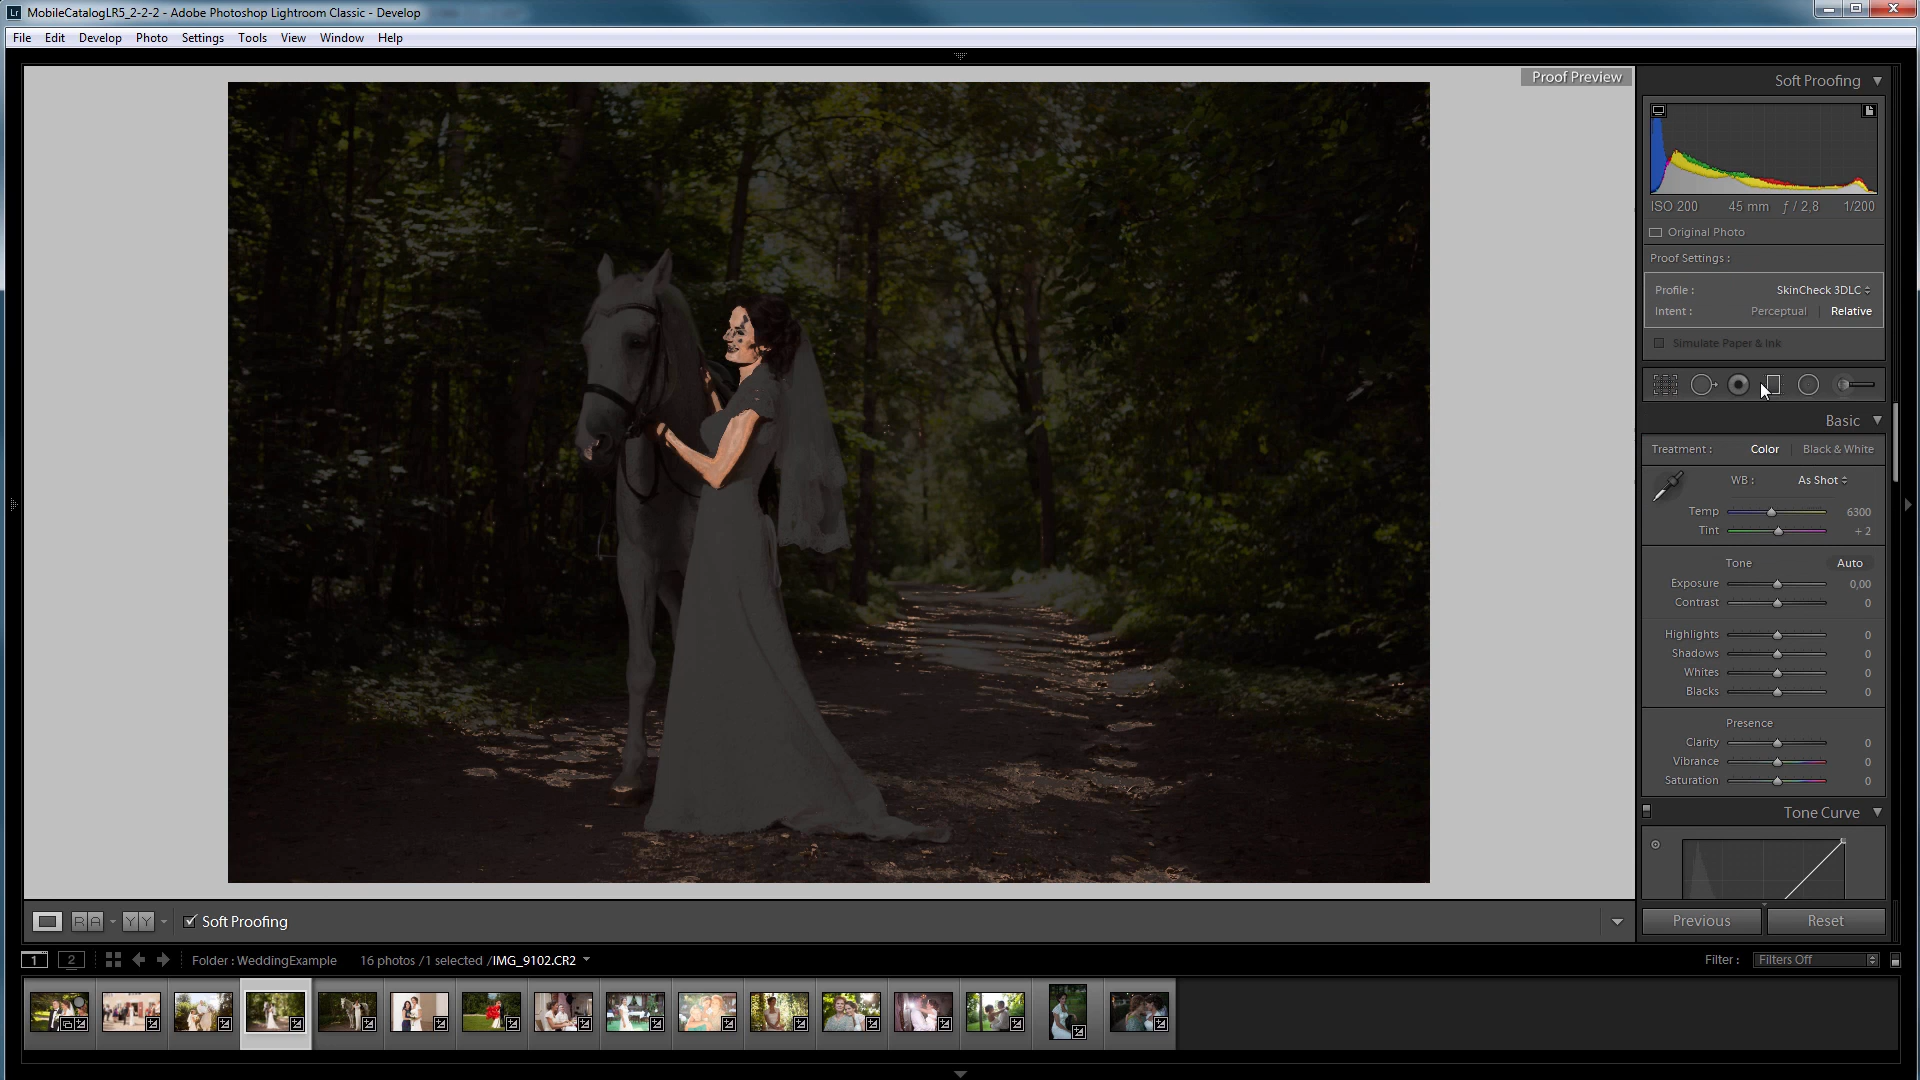 Lr MobileCatalogLR5_2-2-2 - Adobe Photoshop Lightroom Classic - Develop
File Edit Develop Photo Settings Tools View Window Help
Proof Preview
Soft Proofing
ISO 200 45 mm ƒ / 2,8 1/200
Original Photo
Proof Settings :
Profile : SkinCheck 3DLC
Intent : Perceptual Relative
Simulate Paper & Ink
Basic
Treatment : Color Black & White
WB : As Shot
Temp 6300
Tint + 2
Tone Auto
Exposure 0,00
Contrast 0
Highlights 0
Shadows 0
Whites 0
Blacks 0
Presence
Clarity 0
Vibrance 0
Saturation 0
Tone Curve
Previous Reset
R A Y Y Soft Proofing
1 2 Folder : WeddingExample 16 photos /1 selected /IMG_9102.CR2 Filter : Filters Off